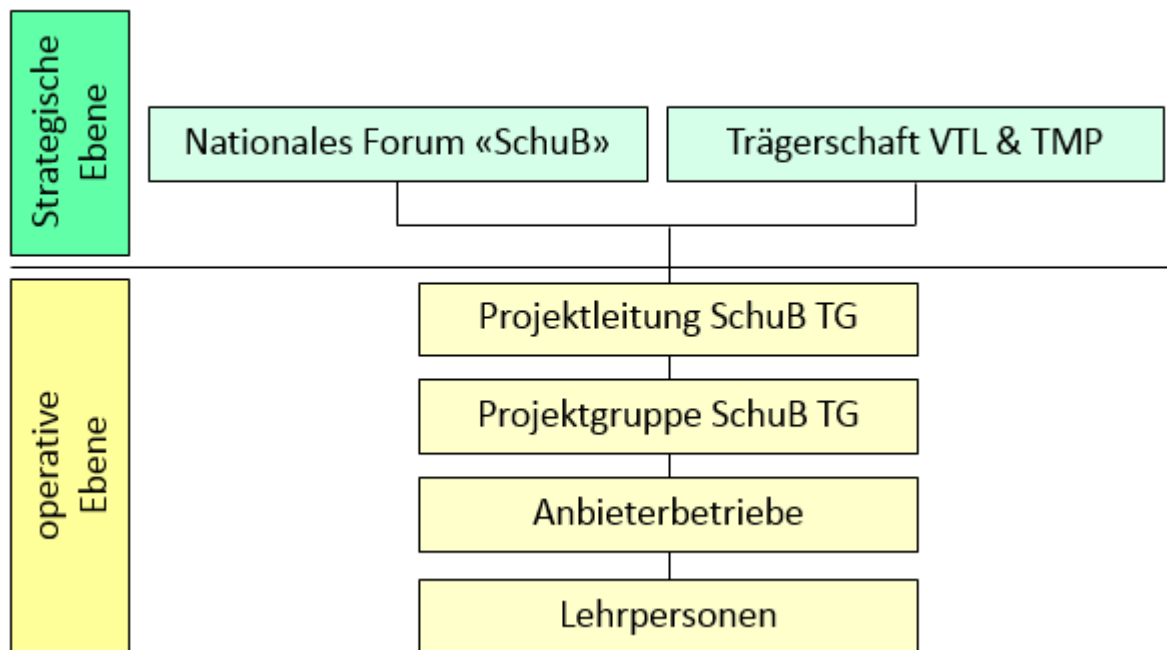 Strategische
Ebene
Nationales Forum «SchuB»
Trägerschaft VTL & TMP
operative
Ebene
Projektleitung SchuB TG
Projektgruppe SchuB TG
Anbieterbetriebe
Lehrpersonen